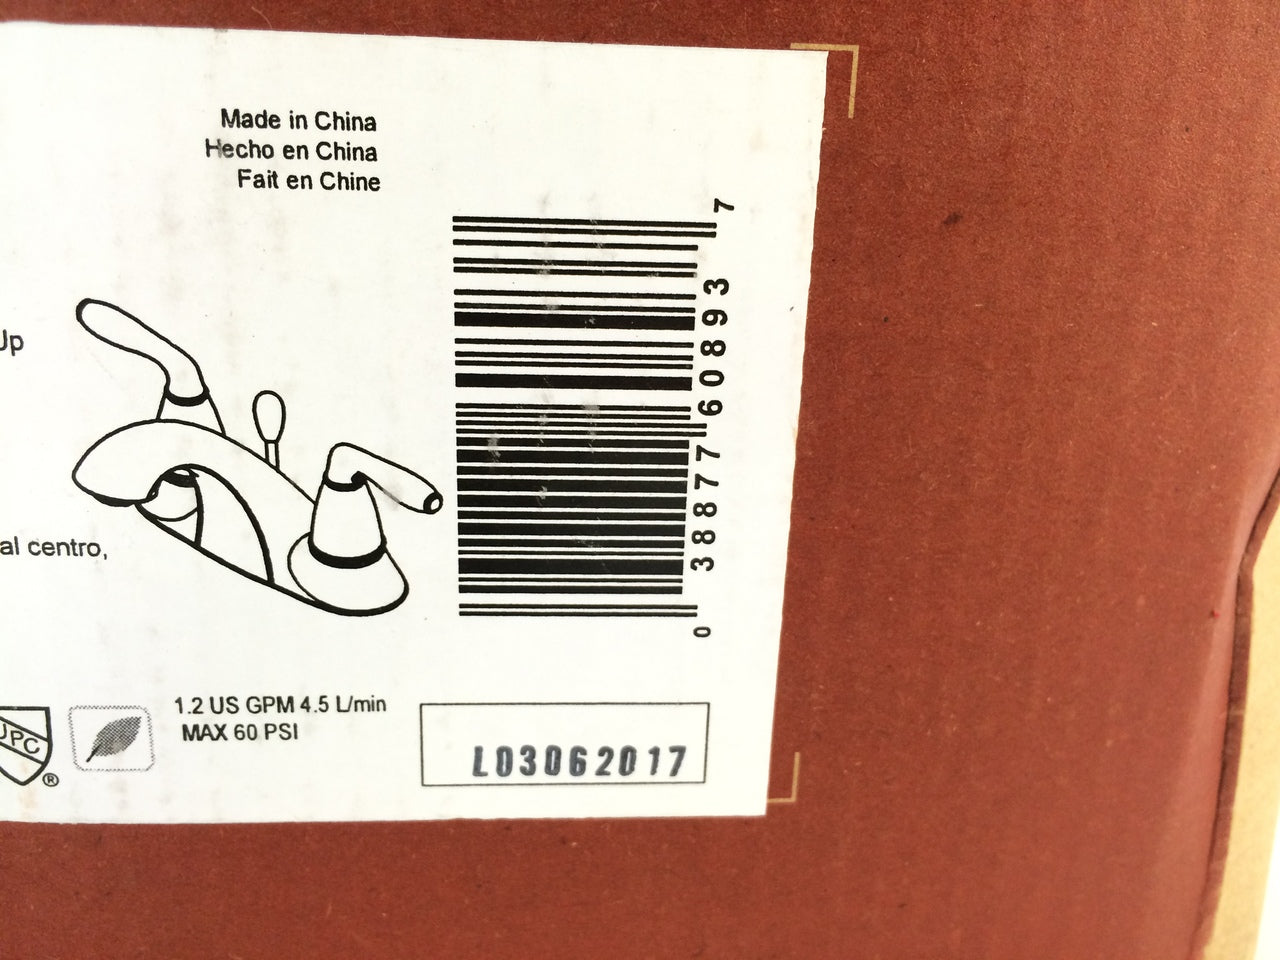 Made in China
Hecho en China
Fait en Chine
Up
al centro,
0 38877 60893 7
1.2 US GPM 4.5 L/min
MAX 60 PSI
UPC
®
L03062017